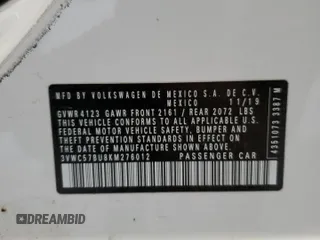 MFD. BY VOLKSWAGEN DE MEXICO S.A. DE C.V.
MEXICO 11/19
GVWR 4123 GAWR FRONT 2161 / REAR 2072 LBS
THIS VEHICLE CONFORMS TO ALL APPLICABLE
FEDERAL MOTOR VEHICLE SAFETY, BUMPER AND
THEFT PREVENTION STANDARDS IN EFFECT
ON THE DATE OF MANUFACTURE SHOWN ABOVE
3VWC57BU8KM276012 PASSENGER CAR
4351073 3387 M
© DREAMBID